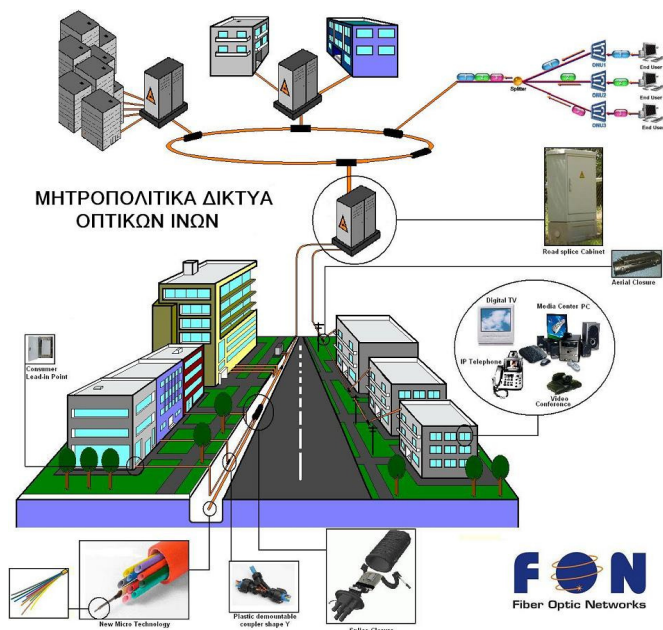 ONU1
End User
Splitter
ONU2
End User
ONU3
End User
ΜΗΤΡΟΠΟΛΙΤΙΚΑ ΔΙΚΤΥΑ
ΟΠΤΙΚΩΝ ΙΝΩΝ
Road splice Cabinet
Aerial Closure
Digital TV
Media Center PC
IP Telephone
Video
Conference
Consumer
Lead-in Point
New Micro Technology
Plastic demountable
coupler shape Y
Splice Closure
FON
Fiber Optic Networks